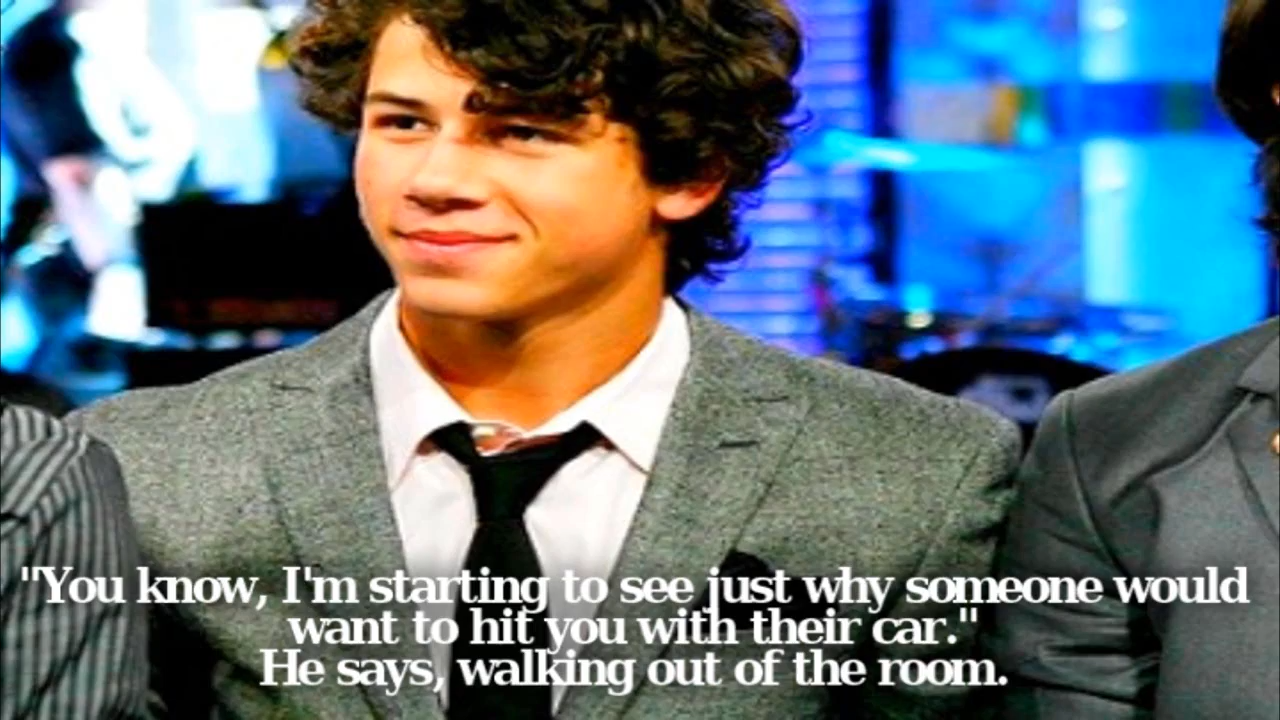 "You know, I'm starting to see just why someone would
want to hit you with their car."
He says, walking out of the room.